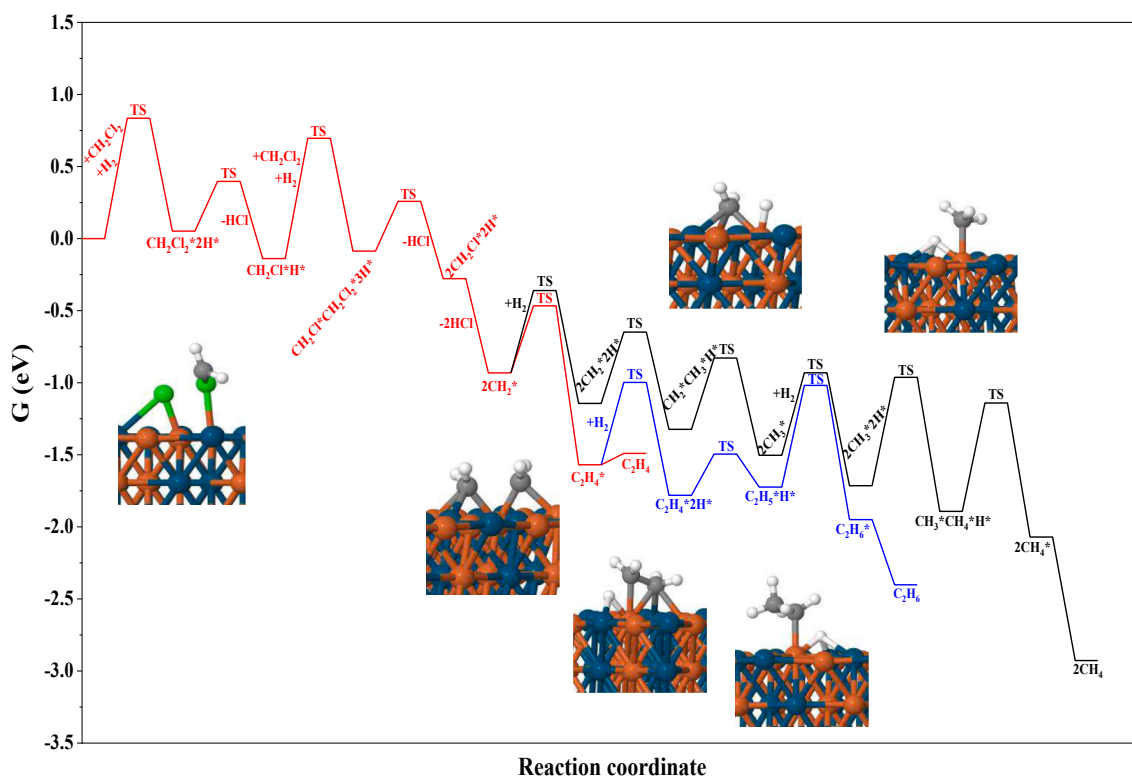 G (eV)
1.5
1.0
0.5
0.0
-0.5
-1.0
-1.5
-2.0
-2.5
-3.0
-3.5
+CH₂Cl₂
+H₂
TS
CH₂Cl₂*2H*
TS
-HCl
CH₂Cl*H*
+CH₂Cl₂
+H₂
TS
CH₂Cl*CH₂Cl₂*3H*
TS
-HCl
2CH₂Cl*2H*
-2HCl
2CH₂*
+H₂
TS
TS
2CH₂*2H*
TS
CH₂*CH₃*H*
TS
2CH₃*
+H₂
TS
2CH₃*2H*
TS
CH₃*CH₄*H*
TS
2CH₄*
2CH₄
C₂H₄*
C₂H₄
+H₂
TS
C₂H₄*2H*
TS
C₂H₅*H*
TS
C₂H₆*
C₂H₆
Reaction coordinate